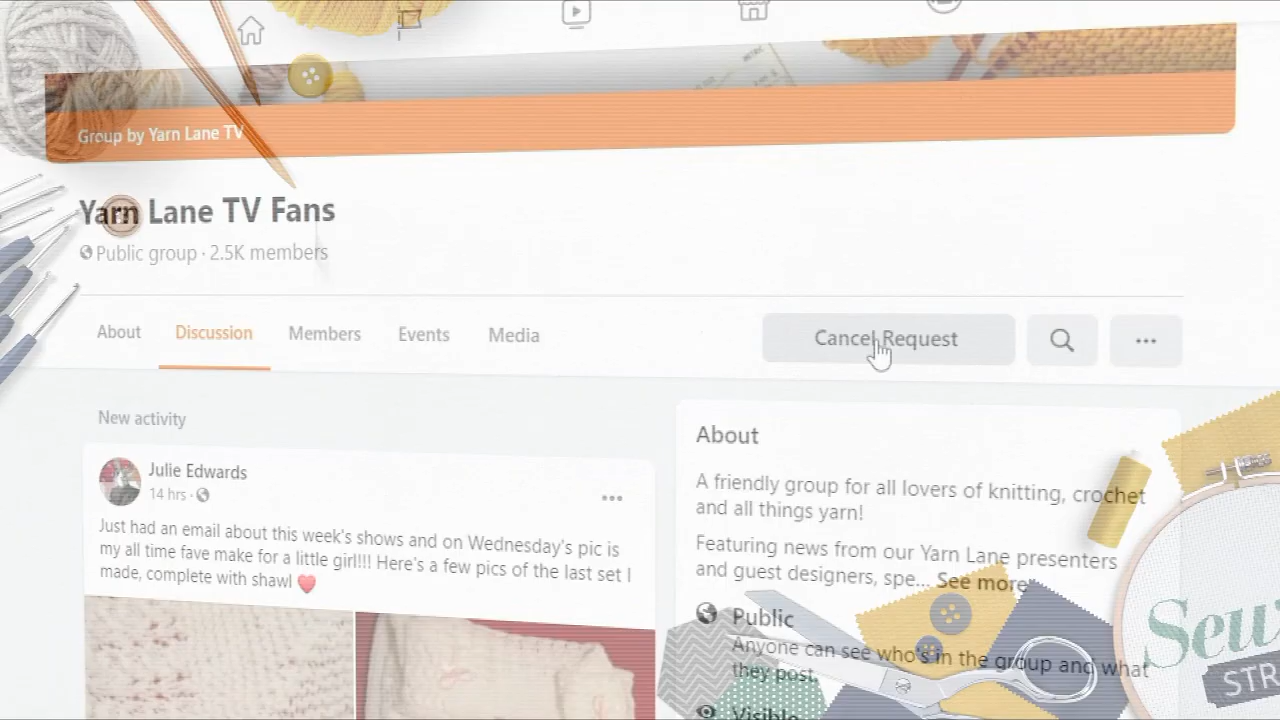 Group by Yarn Lane TV
Yarn Lane TV Fans
Public group · 2.5K members
About Discussion Members Events Media
Cancel Request
New activity
Julie Edwards
14 hrs ·
Just had an email about this week's shows and on Wednesday's pic is
my all time fave make for a little girl!!! Here's a few pics of the last set I
made, complete with shawl ❤️
About
A friendly group for all lovers of knitting, crochet
and all things yarn!
Featuring news from our Yarn Lane presenters
and guest designers, spe... See more
Public
Anyone can see who's in the group and what
they post.
Visible
Sew
STR